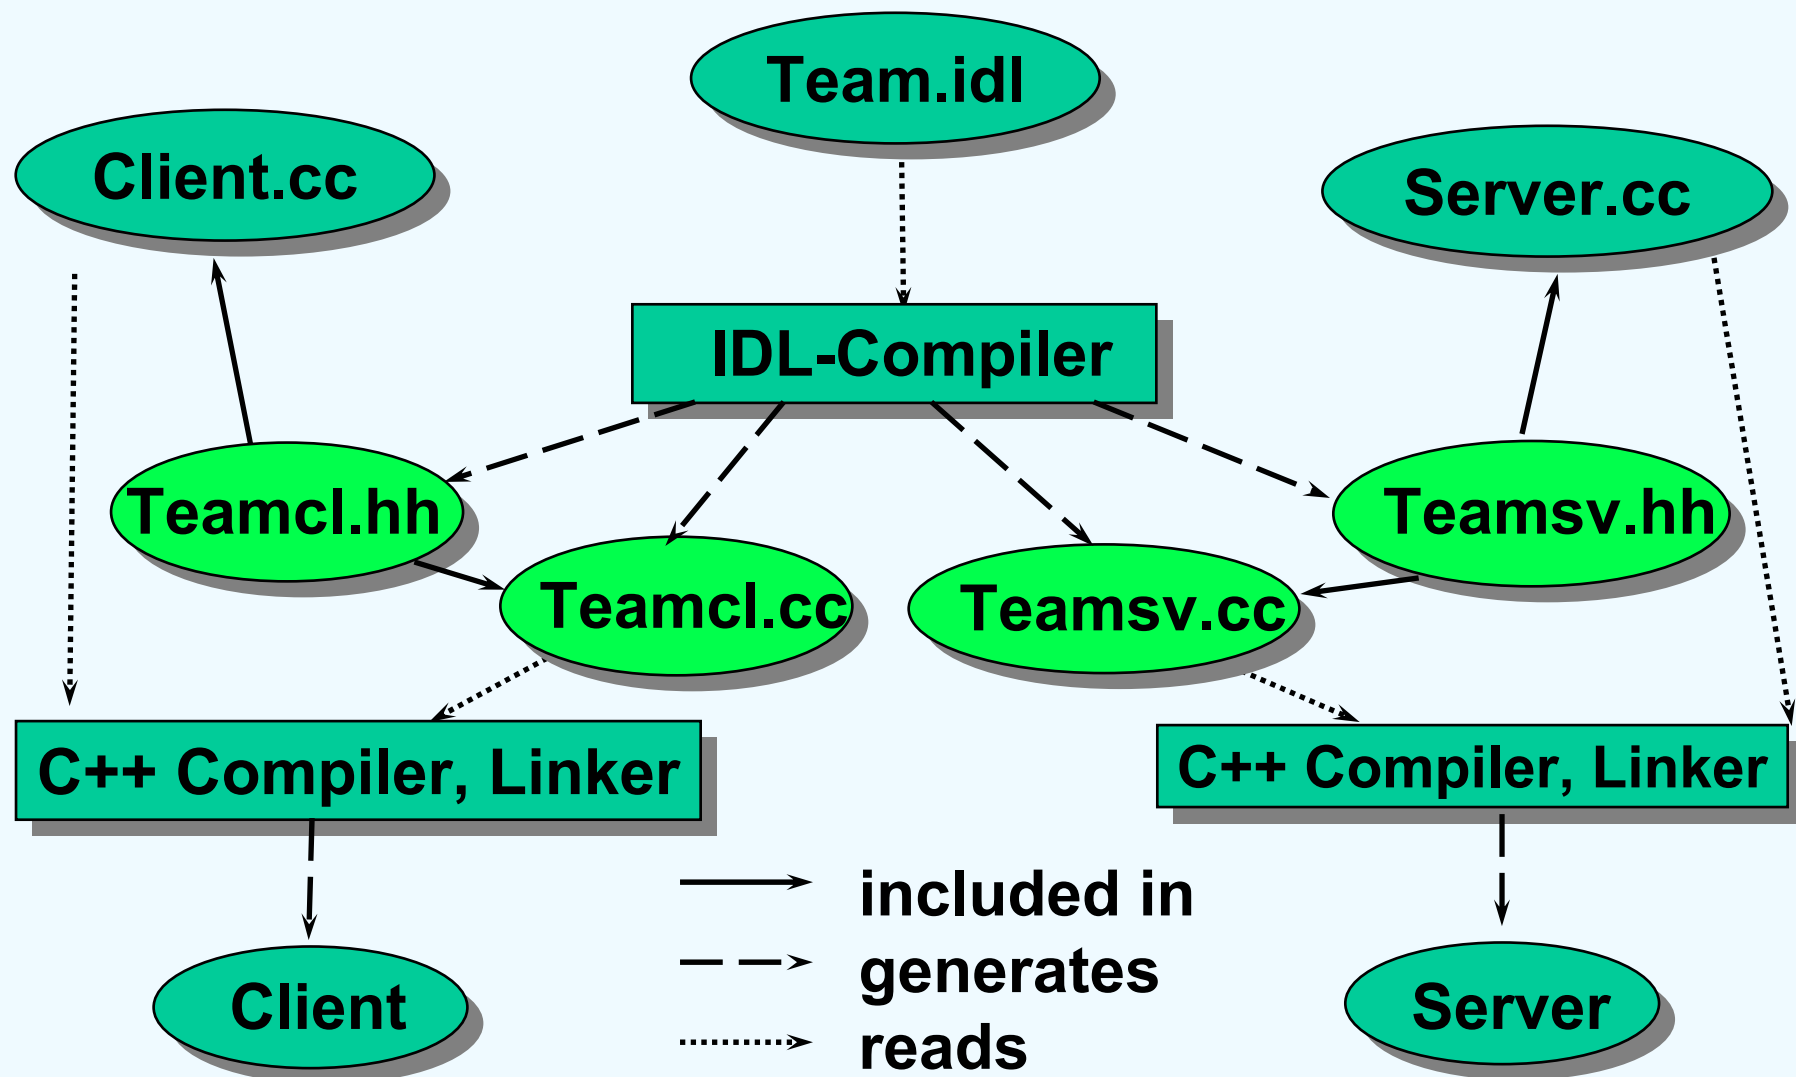 Team.idl
Client.cc
Server.cc
IDL-Compiler
Teamcl.hh
Teamsv.hh
Teamcl.cc
Teamsv.cc
C++ Compiler, Linker
C++ Compiler, Linker
included in
generates
reads
Client
Server